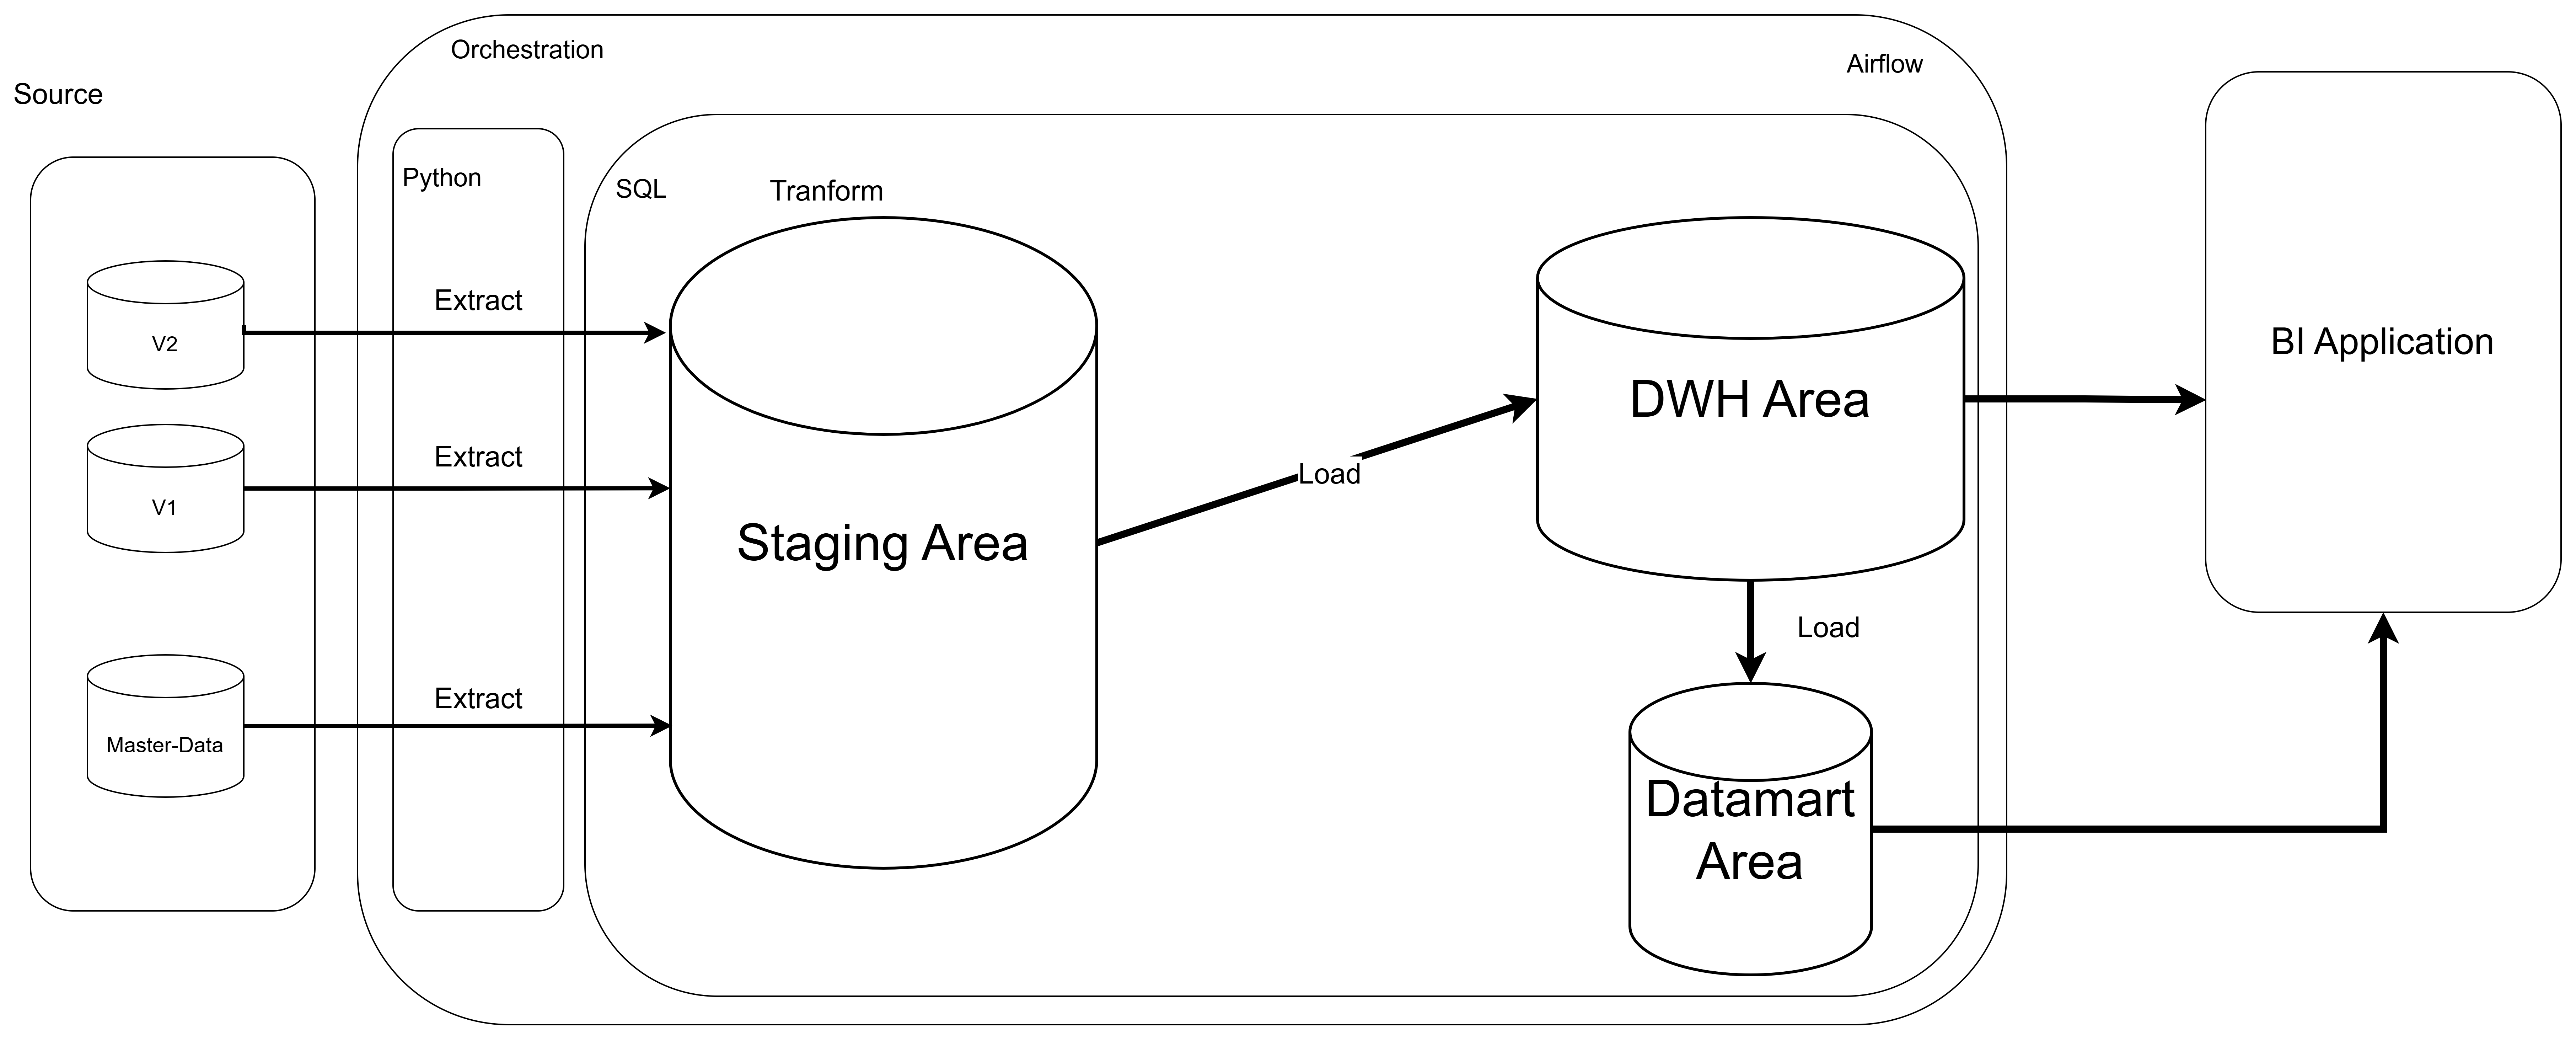 Source
V2
V1
Master-Data
Orchestration
Airflow
Python
Extract
Extract
Extract
SQL
Tranform
Staging Area
Load
DWH Area
Load
Datamart
Area
BI Application